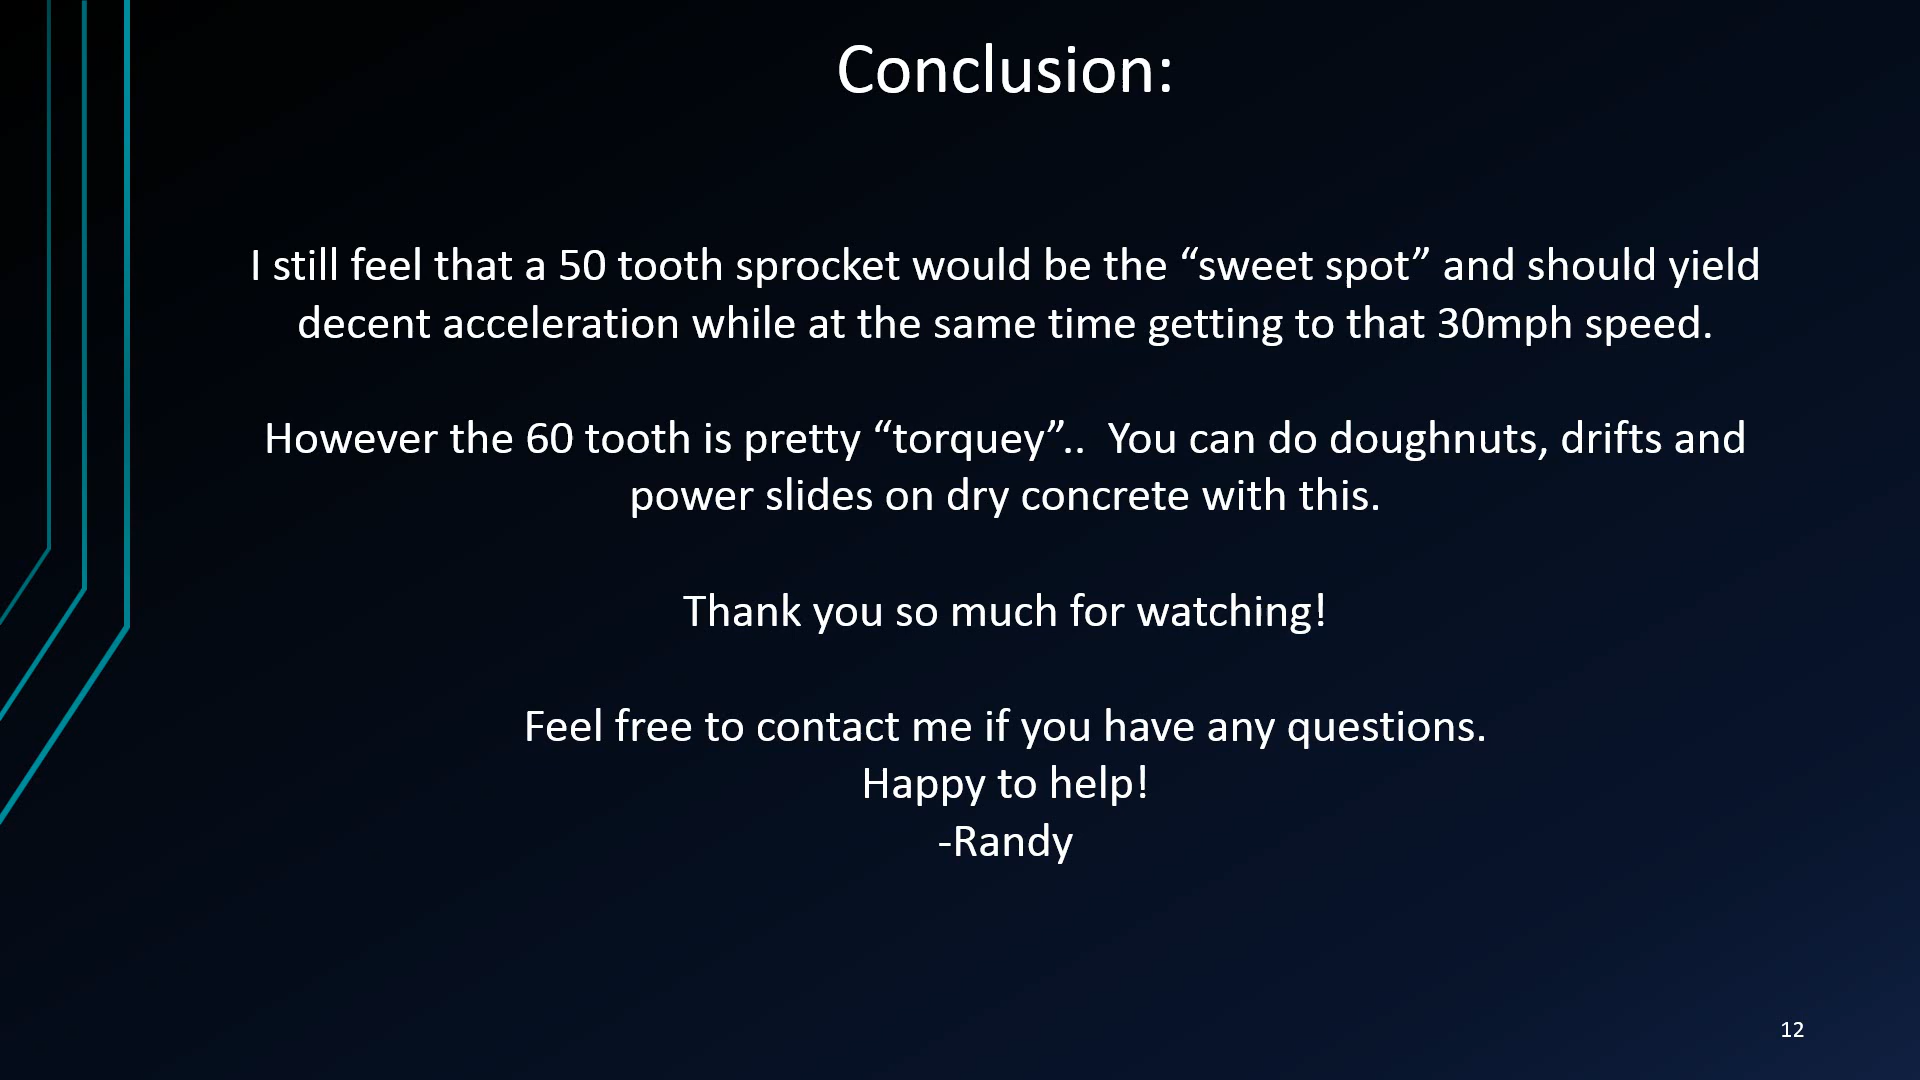 Conclusion:
I still feel that a 50 tooth sprocket would be the “sweet spot” and should yield
decent acceleration while at the same time getting to that 30mph speed.
However the 60 tooth is pretty “torquey”..  You can do doughnuts, drifts and
power slides on dry concrete with this.
Thank you so much for watching!
Feel free to contact me if you have any questions.
Happy to help!
-Randy
12